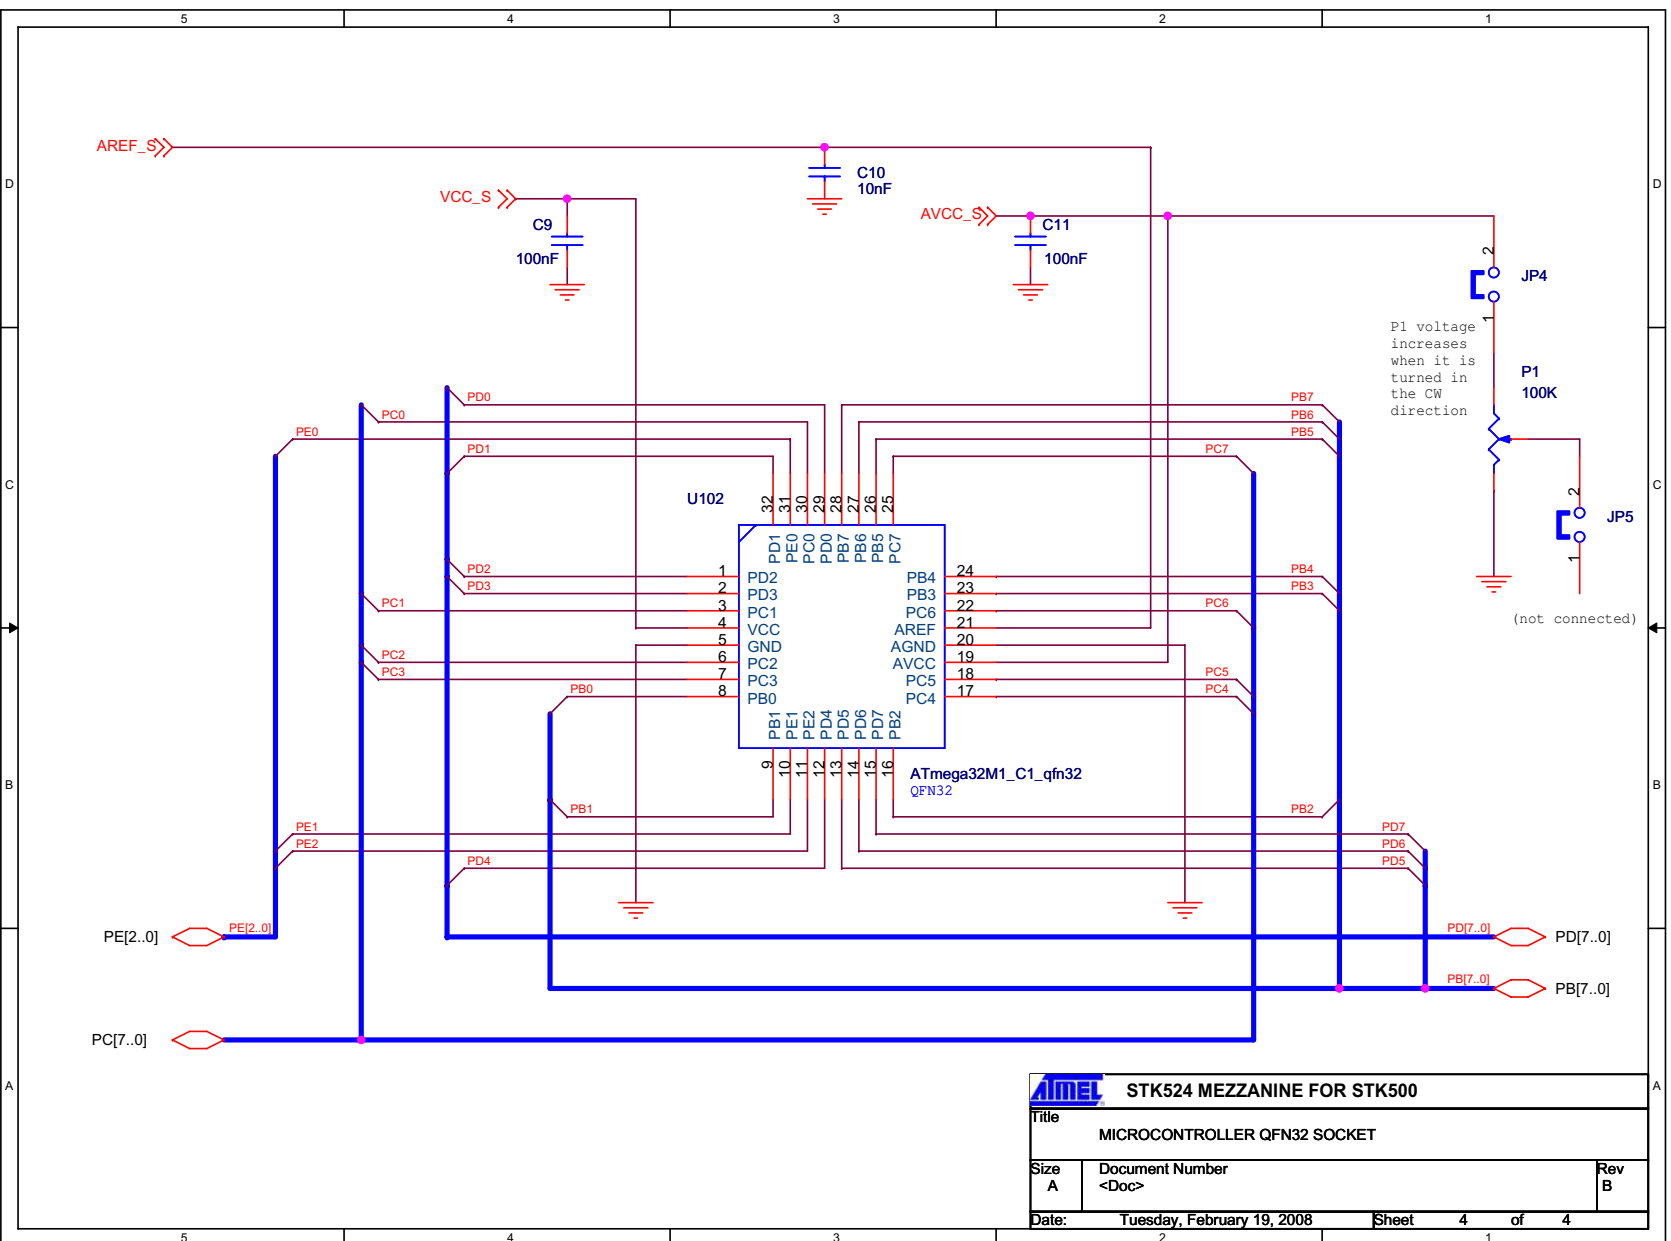 5 4 3 2 1
AREF_S
C10
10nF
D D
VCC_S
AVCC_S
C9
100nF
C11
100nF
2
JP4
1
P1 voltage
increases
when it is
turned in
the CW
direction
P1
100K
PD0
PC0
PE0
PD1
PB7
PB6
PB5
PC7
C C
U102
32 31 30 29 28 27 26 25
PD1 PE0 PC0 PD0 PB7 PB6 PB5 PC7
2
JP5
1
(not connected)
PD2 1 PD2
PD3 2 PD3
PC1 3 PC1
4 VCC
5 GND
PC2 6 PC2
PC3 7 PC3
PB0 8 PB0
PB4 24 PB4
PB3 23 PB3
PC6 22 PC6
AREF 21
AGND 20
AVCC 19
PC5 18 PC5
PC4 17 PC4
PB1 PE1 PE2 PD4 PD5 PD6 PD7 PB2
9 10 11 12 13 14 15 16
ATmega32M1_C1_qfn32
QFN32
B B
PB1
PE1
PE2
PD4
PB2
PD7
PD6
PD5
PE[2..0] PE[2..0]
PD[7..0] PD[7..0]
PB[7..0] PB[7..0]
PC[7..0]
A A
ATMEL STK524 MEZZANINE FOR STK500
Title
MICROCONTROLLER QFN32 SOCKET
Size Document Number Rev
A <Doc> B
Date: Tuesday, February 19, 2008 Sheet 4 of 4
5 4 3 2 1